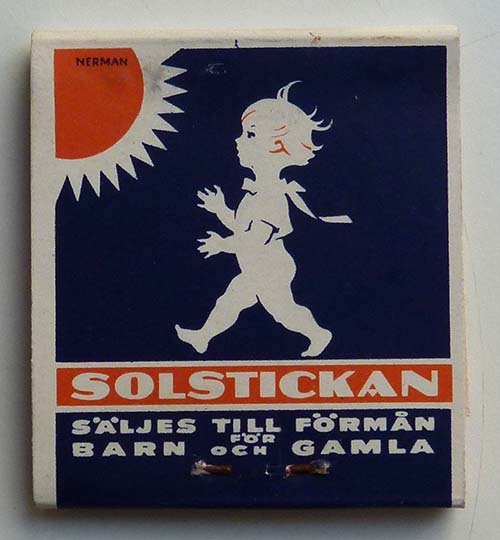 NERMAN
SOLSTICKAN
SÄLJES TILL FÖRMÅN
FÖR
BARN OCH GAMLA